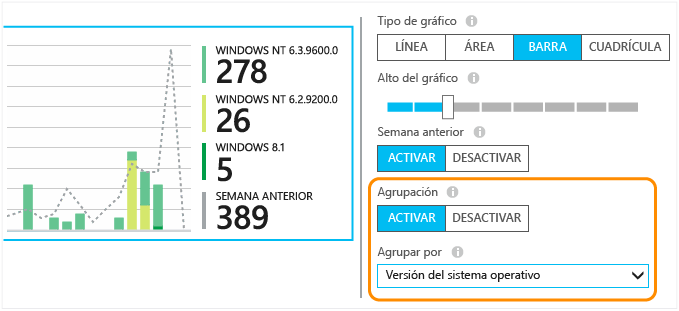 WINDOWS NT 6.3.9600.0
278
WINDOWS NT 6.2.9200.0
26
WINDOWS 8.1
5
SEMANA ANTERIOR
389
Tipo de gráfico
LÍNEA ÁREA BARRA CUADRÍCULA
Alto del gráfico
Semana anterior
ACTIVAR DESACTIVAR
Agrupación
ACTIVAR DESACTIVAR
Agrupar por
Versión del sistema operativo